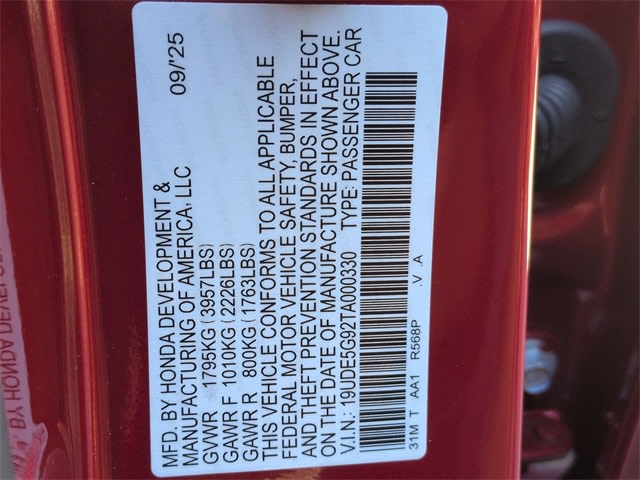 MFD. BY HONDA DEVELOPMENT & 09/'25
MANUFACTURING OF AMERICA, LLC
GVWR 1795KG (3957LBS)
GAWR F 1010KG (2226LBS)
GAWR R 800KG (1763LBS)
THIS VEHICLE CONFORMS TO ALL APPLICABLE
FEDERAL MOTOR VEHICLE SAFETY, BUMPER,
AND THEFT PREVENTION STANDARDS IN EFFECT
ON THE DATE OF MANUFACTURE SHOWN ABOVE.
V.I.N.: 19UDE5G92TA000330 TYPE: PASSENGER CAR
31M T AA1 R568P .V .A